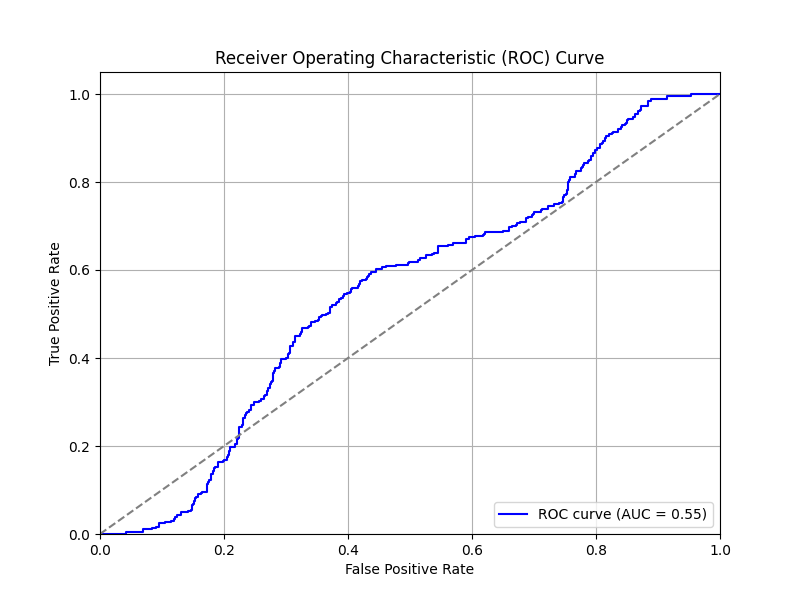 Receiver Operating Characteristic (ROC) Curve
1.0
0.8
0.6
0.4
0.2
0.0
True Positive Rate
ROC curve (AUC = 0.55)
0.0 0.2 0.4 0.6 0.8 1.0
False Positive Rate